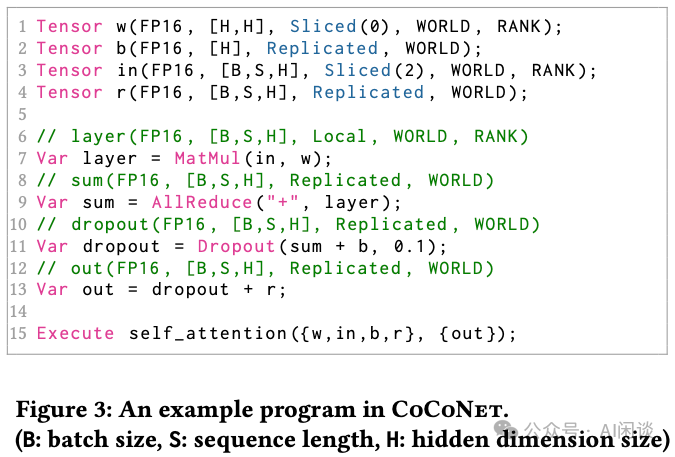 1 Tensor w(FP16, [H,H], Sliced(0), WORLD, RANK);
2 Tensor b(FP16, [H], Replicated, WORLD);
3 Tensor in(FP16, [B,S,H], Sliced(2), WORLD, RANK);
4 Tensor r(FP16, [B,S,H], Replicated, WORLD);
5
6 // layer(FP16, [B,S,H], Local, WORLD, RANK)
7 Var layer = MatMul(in, w);
8 // sum(FP16, [B,S,H], Replicated, WORLD)
9 Var sum = AllReduce("+", layer);
10 // dropout(FP16, [B,S,H], Replicated, WORLD)
11 Var dropout = Dropout(sum + b, 0.1);
12 // out(FP16, [B,S,H], Replicated, WORLD)
13 Var out = dropout + r;
14
15 Execute self_attention({w,in,b,r}, {out});
Figure 3: An example program in CoCoNet.
(B: batch size, S: sequence length, H: hidden dimension size)
公众号 · AI闲谈